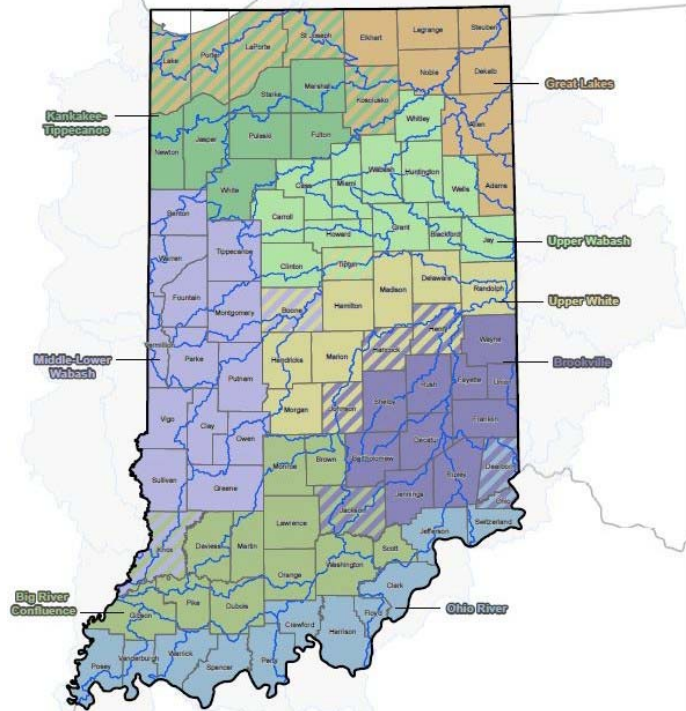 St Joseph
Elkhart
Lagrange
Steuben
Lake
Porter
LaPorte
Noble
Dekalb
Great Lakes
Marshall
Kosciusko
Starke
Kankakee-
Tippecanoe
Whitley
Allen
Newton
Jasper
Pulaski
Fulton
Wabash
Huntington
Wells
Adams
White
Cass
Miami
Benton
Carroll
Grant
Blackford
Jay
Upper Wabash
Howard
Tippecanoe
Warren
Clinton
Tipton
Delaware
Randolph
Madison
Upper White
Fountain
Boone
Hamilton
Montgomery
Henry
Wayne
Vermillion
Middle-Lower
Wabash
Parke
Hendricks
Marion
Hancock
Brookville
Putnam
Rush
Fayette
Union
Shelby
Morgan
Johnson
Vigo
Clay
Franklin
Owen
Decatur
Bartholomew
Monroe
Brown
Dearborn
Sullivan
Greene
Ripley
Ohio
Jennings
Jackson
Switzerland
Lawrence
Jefferson
Knox
Daviess
Martin
Scott
Washington
Orange
Clark
Big River
Confluence
Gibson
Pike
Dubois
Floyd
Ohio River
Crawford
Harrison
Posey
Vanderburgh
Warrick
Spencer
Perry